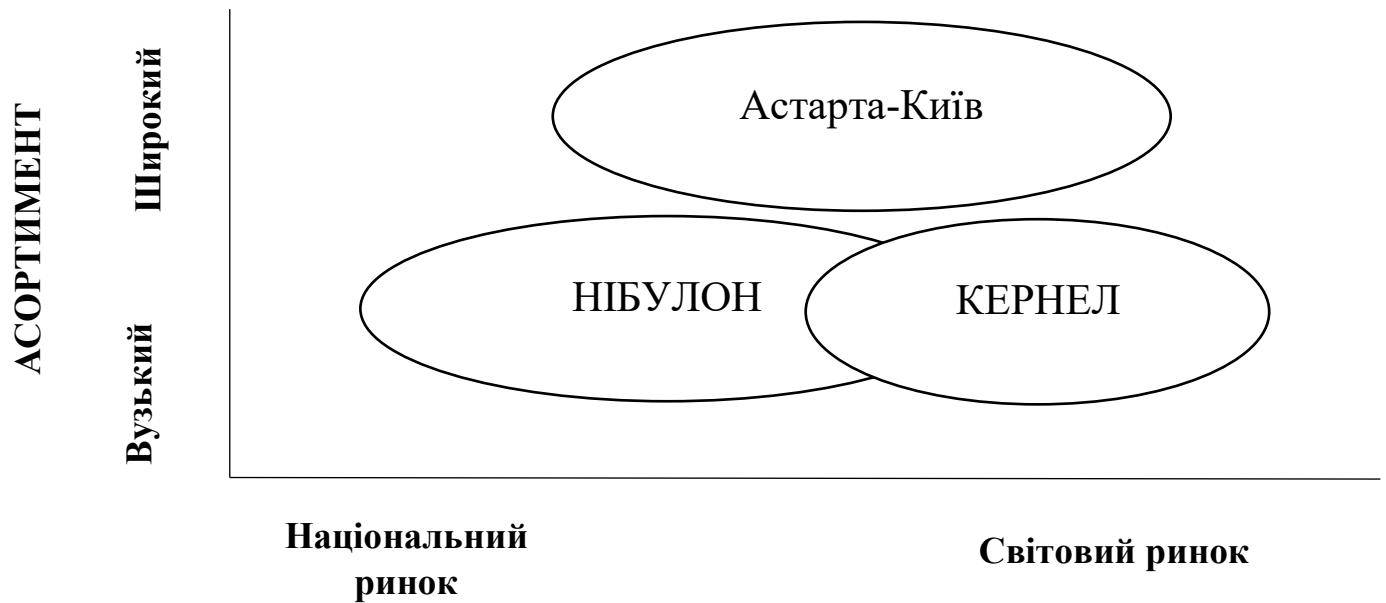 АСОРТИМЕНТ
Широкий
Вузький
Астарта-Київ
НІБУЛОН
КЕРНЕЛ
Національний
ринок
Світовий ринок